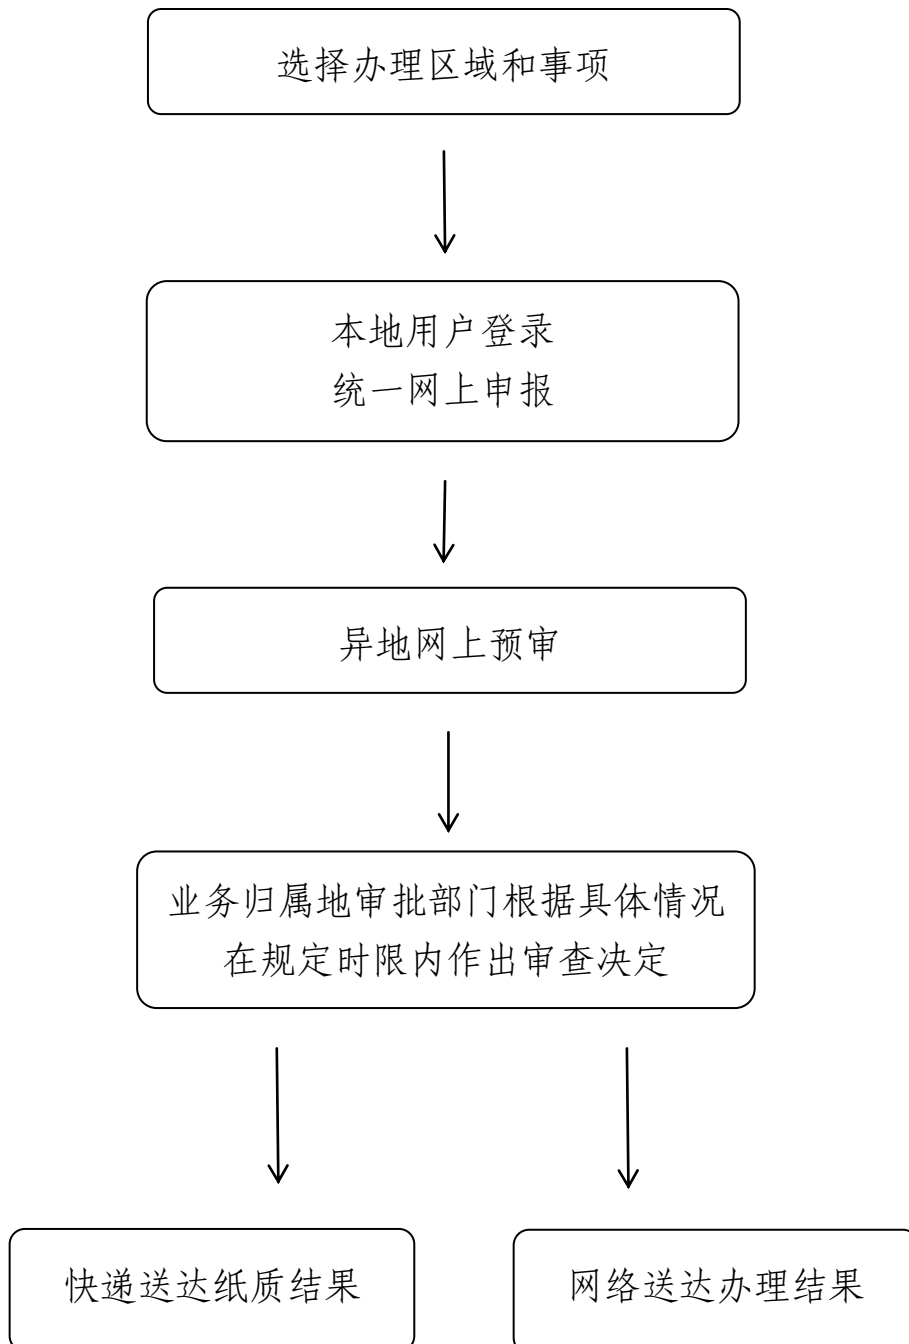 选择办理区域和事项
本地用户登录
统一网上申报
异地网上预审
业务归属地审批部门根据具体情况
在规定时限内作出审查决定
快递送达纸质结果
网络送达办理结果